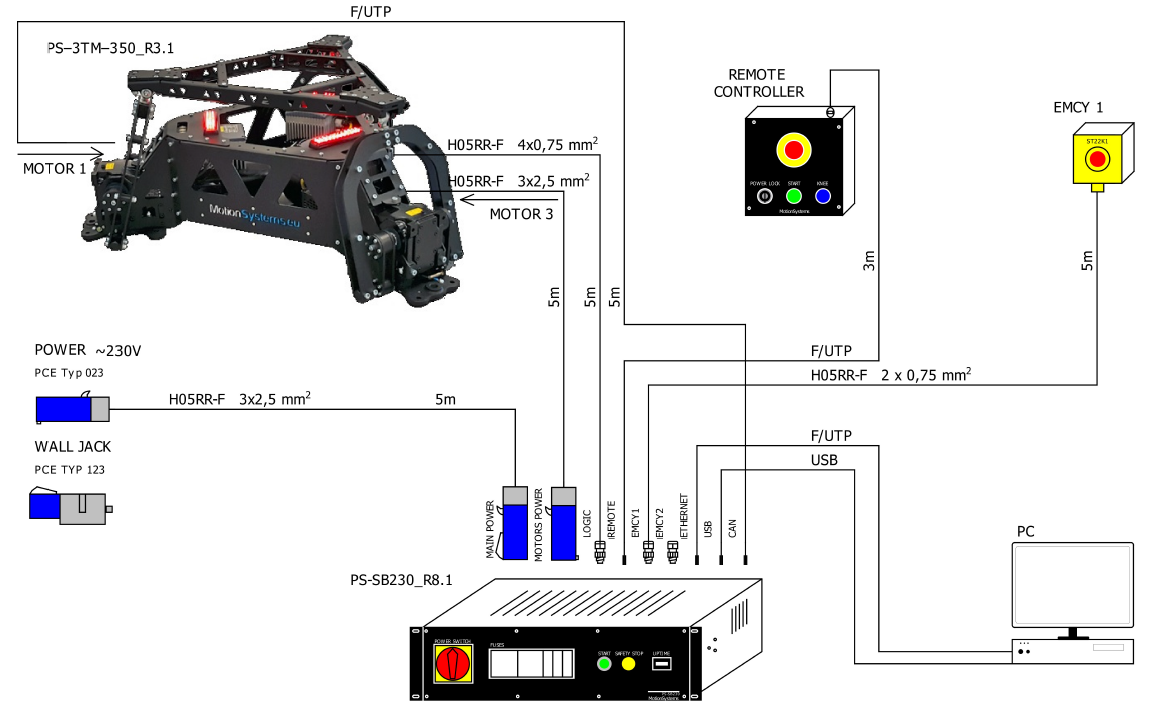 F/UTP
PS–3TM–350_R3.1
REMOTE
CONTROLLER
EMCY 1
ST22K1
H05RR-F 4x0,75 mm²
MOTOR 1
H05RR-F 3x2,5 mm²
POWER LOCK START KNEE
MotionSystems
MotionSystems.eu
MOTOR 3
3m
5m
5m
5m
5m
POWER ~230V
F/UTP
PCE Typ 023
H05RR-F 2 x 0,75 mm²
H05RR-F 3x2,5 mm² 5m
F/UTP
WALL JACK
USB
PCE TYP 123
MAIN POWER
MOTORS POWER
LOGIC
IREMOTE
EMCY1
IEMCY2
IETHERNET
USB
CAN
PC
PS-SB230_R8.1
POWER SWITCH
FUSES
START SAFETY STOP UPTIME
MotionSystems